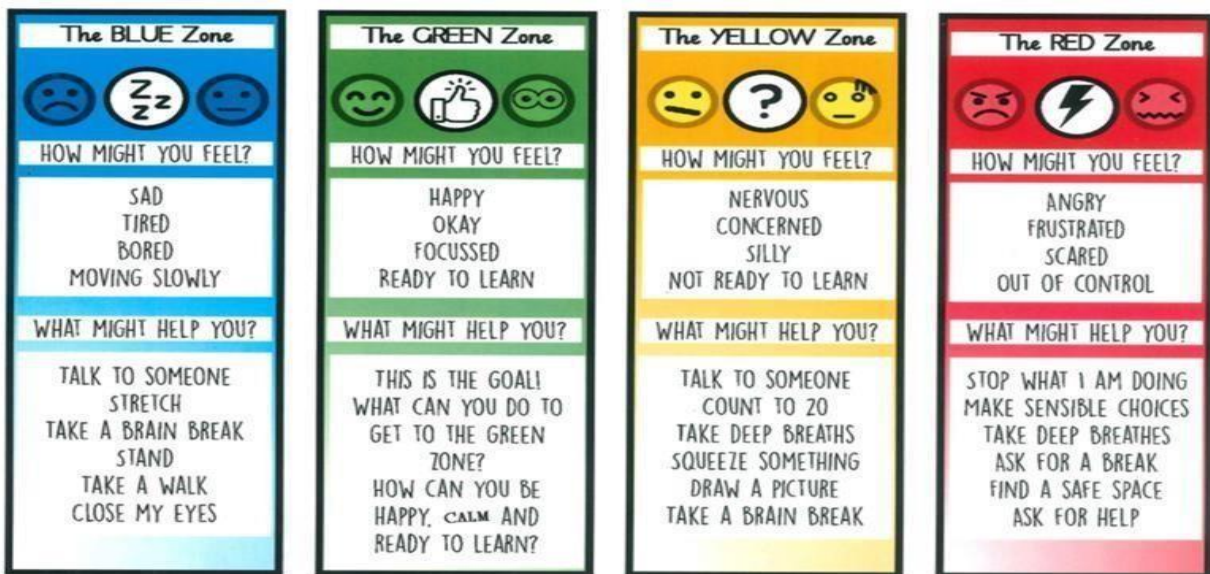 The BLUE Zone
Z
Z
z
HOW MIGHT YOU FEEL?
SAD
TIRED
BORED
MOVING SLOWLY
WHAT MIGHT HELP YOU?
TALK TO SOMEONE
STRETCH
TAKE A BRAIN BREAK
STAND
TAKE A WALK
CLOSE MY EYES
The GREEN Zone
HOW MIGHT YOU FEEL?
HAPPY
OKAY
FOCUSSED
READY TO LEARN
WHAT MIGHT HELP YOU?
THIS IS THE GOAL!
WHAT CAN YOU DO TO
GET TO THE GREEN
ZONE?
HOW CAN YOU BE
HAPPY, CALM AND
READY TO LEARN?
The YELLOW Zone
?
HOW MIGHT YOU FEEL?
NERVOUS
CONCERNED
SILLY
NOT READY TO LEARN
WHAT MIGHT HELP YOU?
TALK TO SOMEONE
COUNT TO 20
TAKE DEEP BREATHS
SQUEEZE SOMETHING
DRAW A PICTURE
TAKE A BRAIN BREAK
The RED Zone
HOW MIGHT YOU FEEL?
ANGRY
FRUSTRATED
SCARED
OUT OF CONTROL
WHAT MIGHT HELP YOU?
STOP WHAT I AM DOING
MAKE SENSIBLE CHOICES
TAKE DEEP BREATHES
ASK FOR A BREAK
FIND A SAFE SPACE
ASK FOR HELP